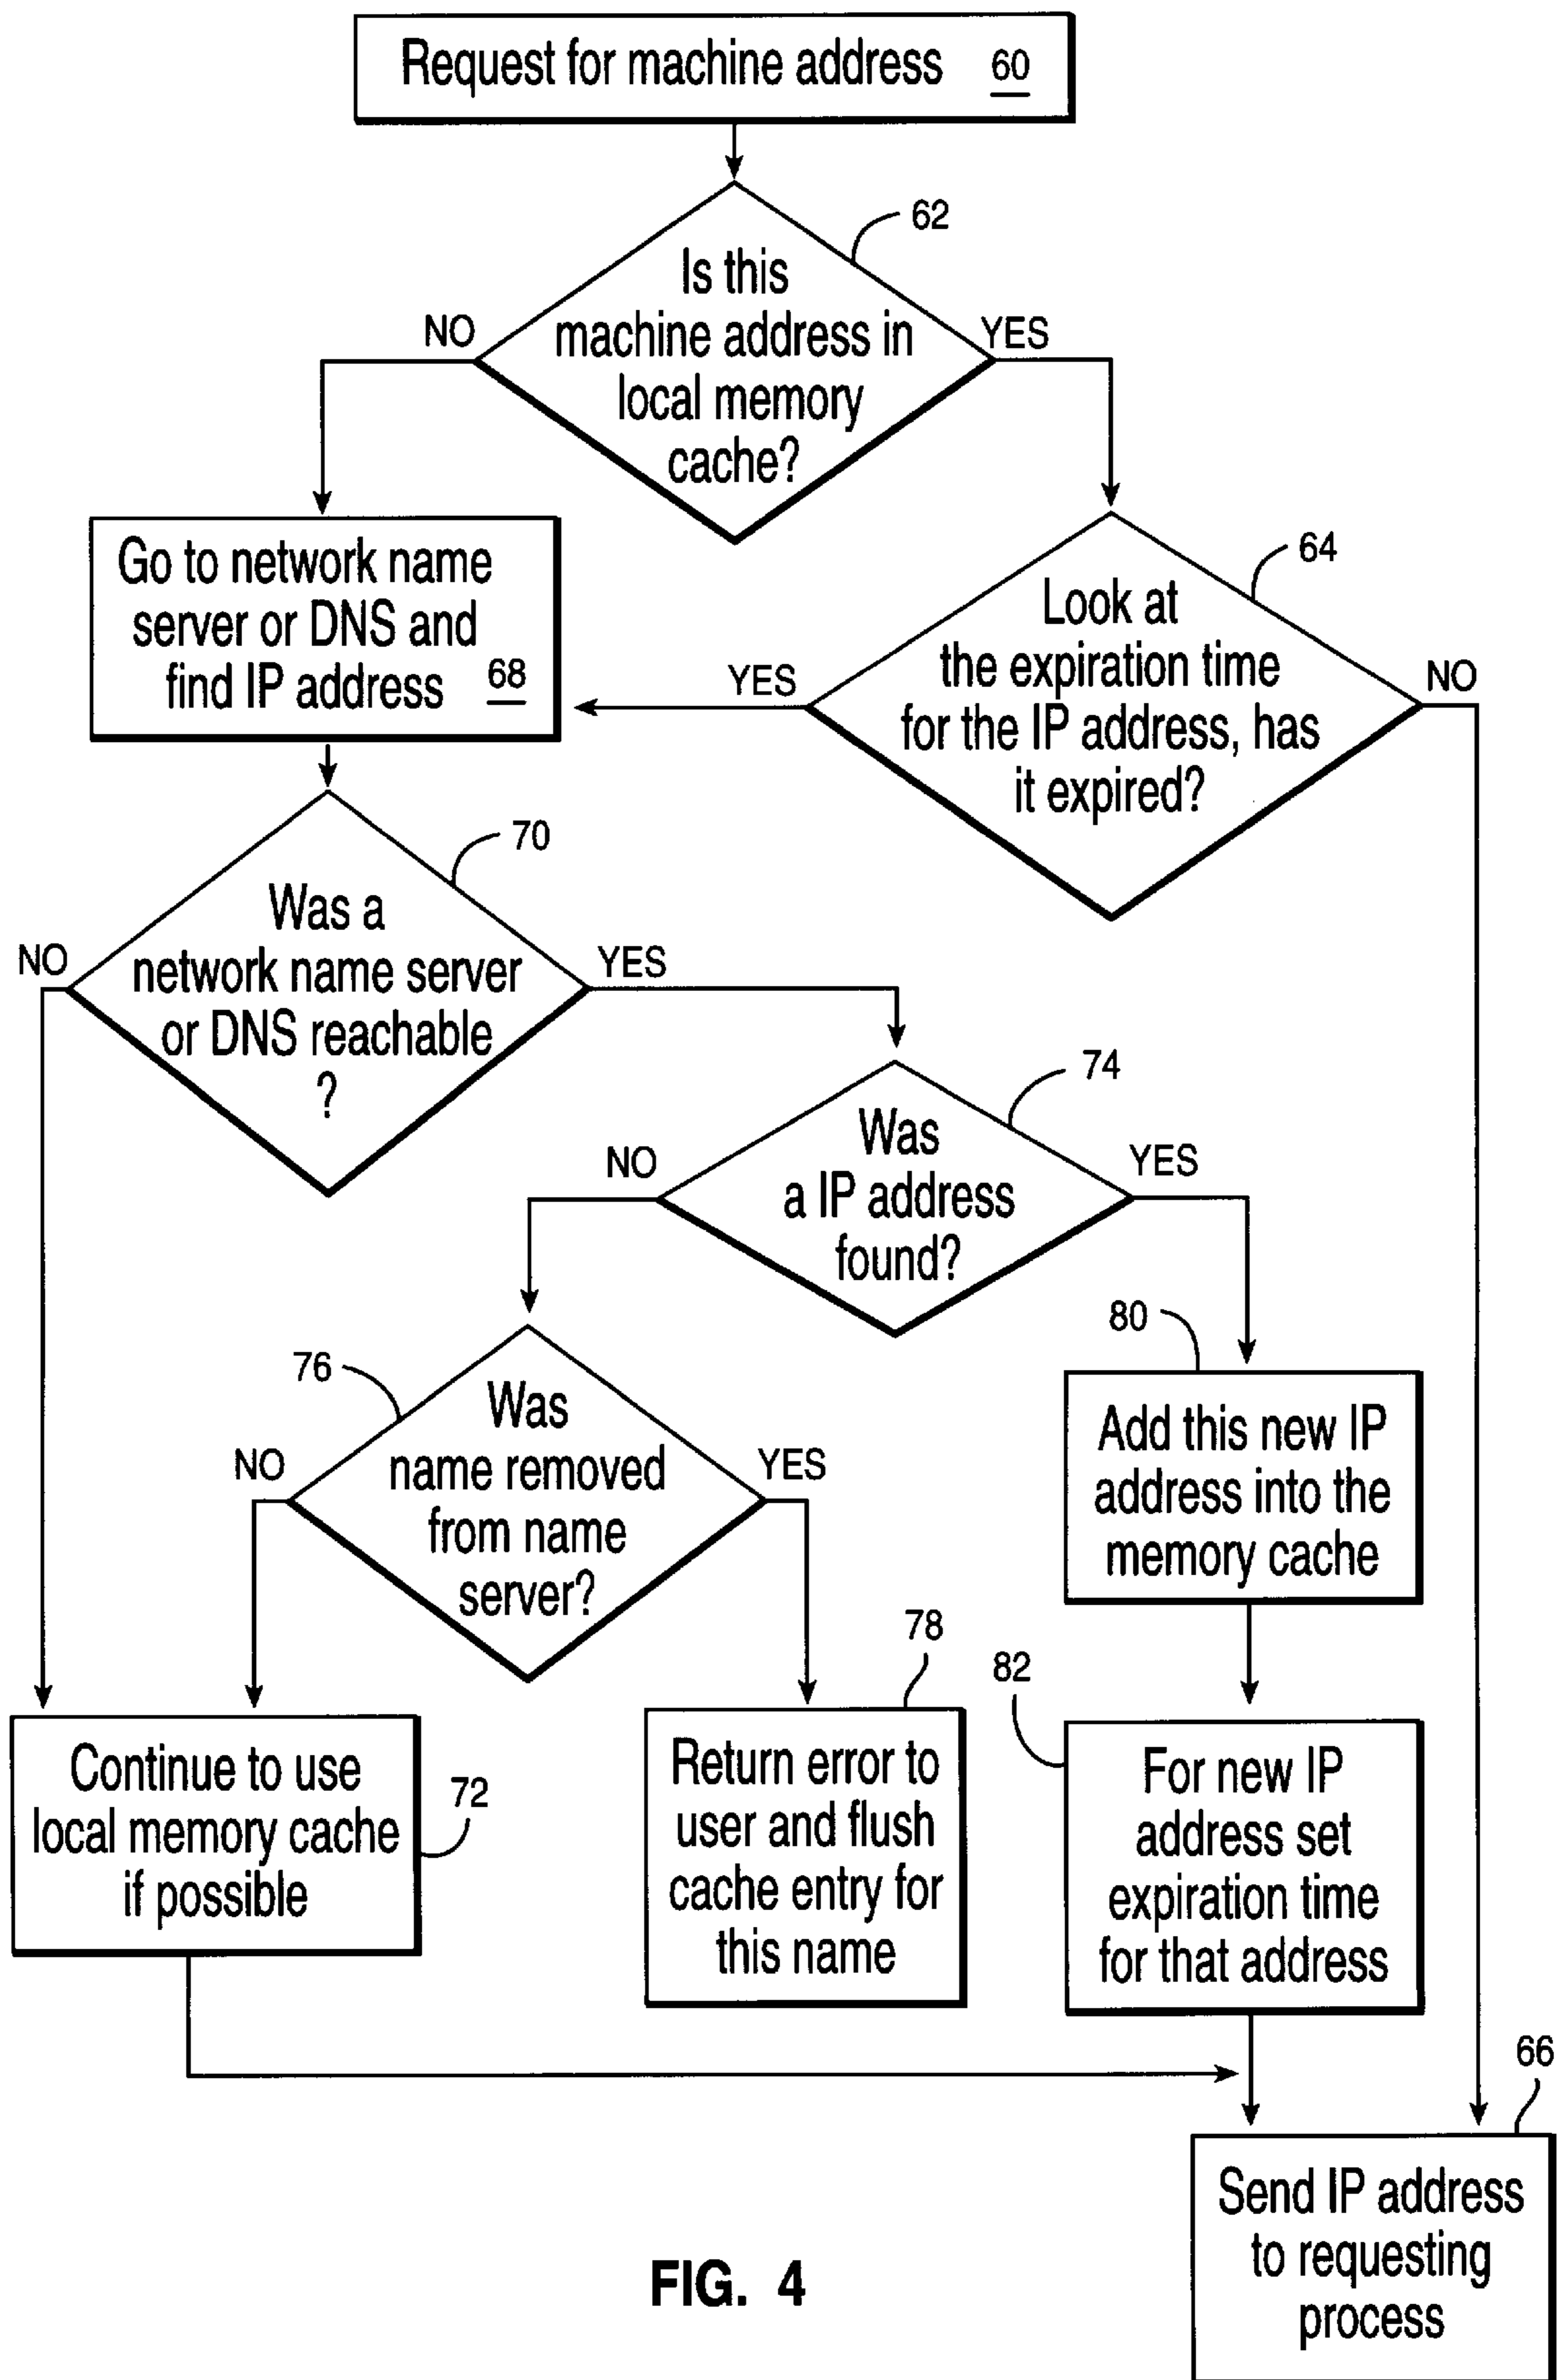 Request for machine address 60
62
Is this
machine address in
local memory
cache?
NO
YES
Go to network name
server or DNS and
find IP address 68
64
Look at
the expiration time
for the IP address, has
it expired?
YES
NO
70
Was a
network name server
or DNS reachable
?
NO
YES
74
Was
a IP address
found?
NO
YES
76
Was
name removed
from name
server?
NO
YES
80
Add this new IP
address into the
memory cache
72
Continue to use
local memory cache
if possible
78
Return error to
user and flush
cache entry for
this name
82
For new IP
address set
expiration time
for that address
66
Send IP address
to requesting
process
FIG. 4